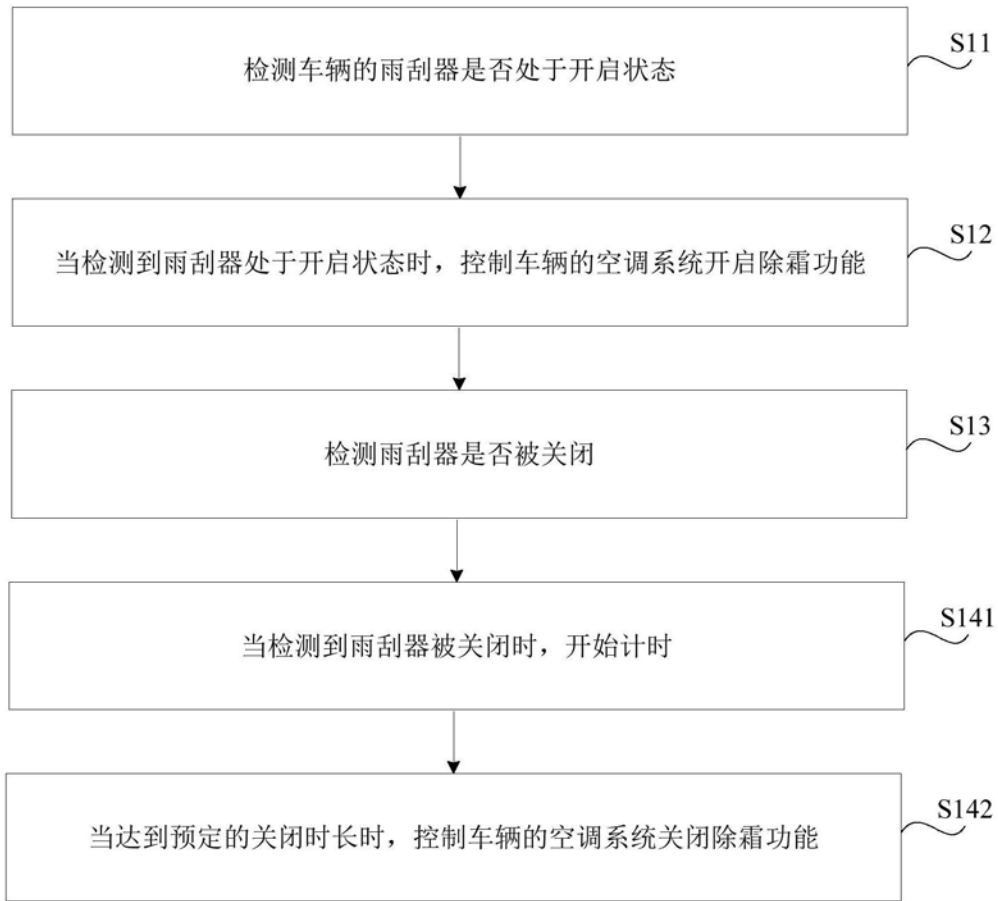 检测车辆的雨刮器是否处于开启状态
S11
当检测到雨刮器处于开启状态时，控制车辆的空调系统开启除霜功能
S12
检测雨刮器是否被关闭
S13
当检测到雨刮器被关闭时，开始计时
S141
当达到预定的关闭时长时，控制车辆的空调系统关闭除霜功能
S142